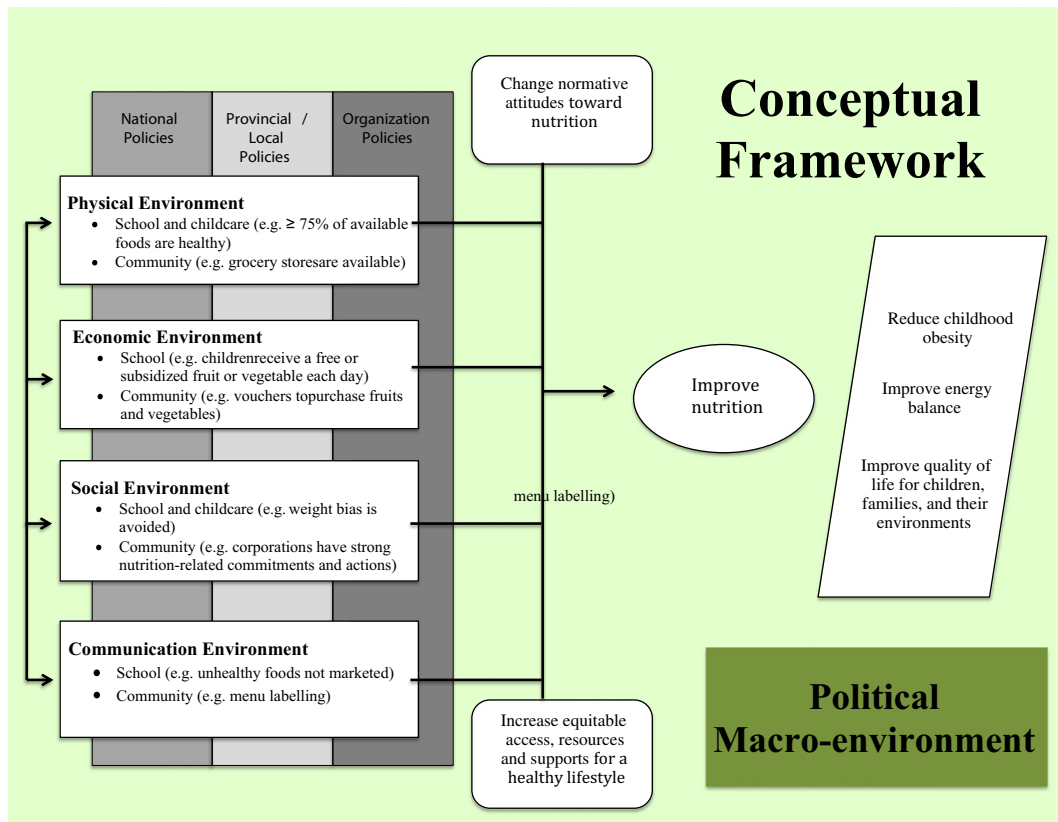 Conceptual
Framework
Change normative
attitudes toward
nutrition
National
Policies
Provincial /
Local
Policies
Organization
Policies
Physical Environment
• School and childcare (e.g. ≥ 75% of available
foods are healthy)
• Community (e.g. grocery storesare available)
Economic Environment
• School (e.g. childrenreceive a free or
subsidized fruit or vegetable each day)
• Community (e.g. vouchers topurchase fruits
and vegetables)
Social Environment
• School and childcare (e.g. weight bias is
avoided)
• Community (e.g. corporations have strong
nutrition-related commitments and actions)
Communication Environment
• School (e.g. unhealthy foods not marketed)
• Community (e.g. menu labelling)
menu labelling)
Increase equitable
access, resources
and supports for a
healthy lifestyle
Improve
nutrition
Reduce childhood
obesity
Improve energy
balance
Improve quality of
life for children,
families, and their
environments
Political
Macro-environment